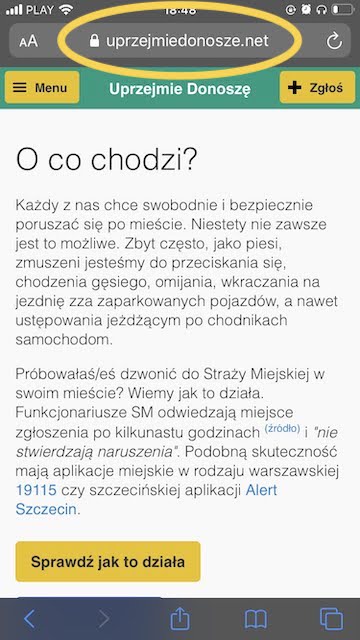 PLAY
18:48
AA
uprzejmiedonosze.net
Menu
Uprzejmie Donoszę
Zgłoś
O co chodzi?
Każdy z nas chce swobodnie i bezpiecznie
poruszać się po mieście. Niestety nie zawsze
jest to możliwe. Zbyt często, jako piesi,
zmuszeni jesteśmy do przeciskania się,
chodzenia gęsiego, omijania, wkraczania na
jezdnię zza zaparkowanych pojazdów, a nawet
ustępowania jeżdżącym po chodnikach
samochodom.
Próbowałaś/eś dzwonić do Straży Miejskiej w
swoim mieście? Wiemy jak to działa.
Funkcjonariusze SM odwiedzają miejsce
zgłoszenia po kilkunastu godzinach (źródło) i "nie
stwierdzają naruszenia". Podobną skuteczność
mają aplikacje miejskie w rodzaju warszawskiej
19115 czy szczecińskiej aplikacji Alert
Szczecin.
Sprawdź jak to działa